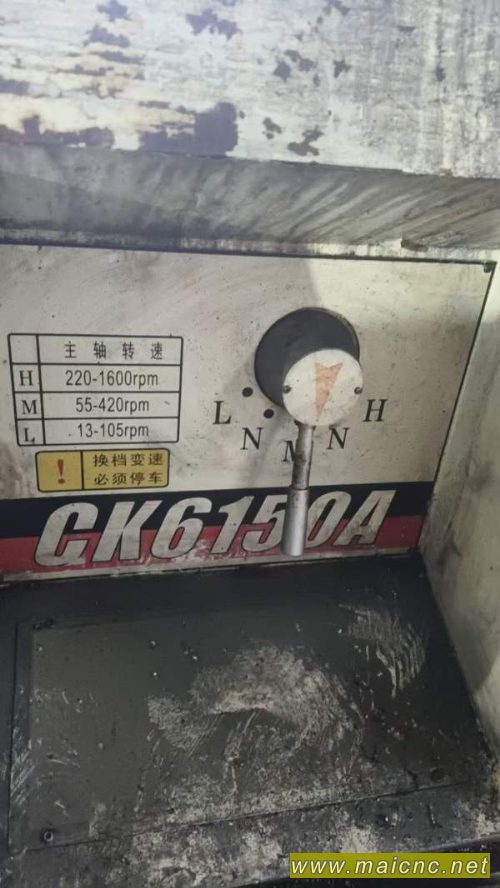 主轴转速
H 220-1600rpm
M 55-420rpm
L 13-105rpm
! 换档变速
必须停车
L N M N H
CK6150A
www.maicnc.net